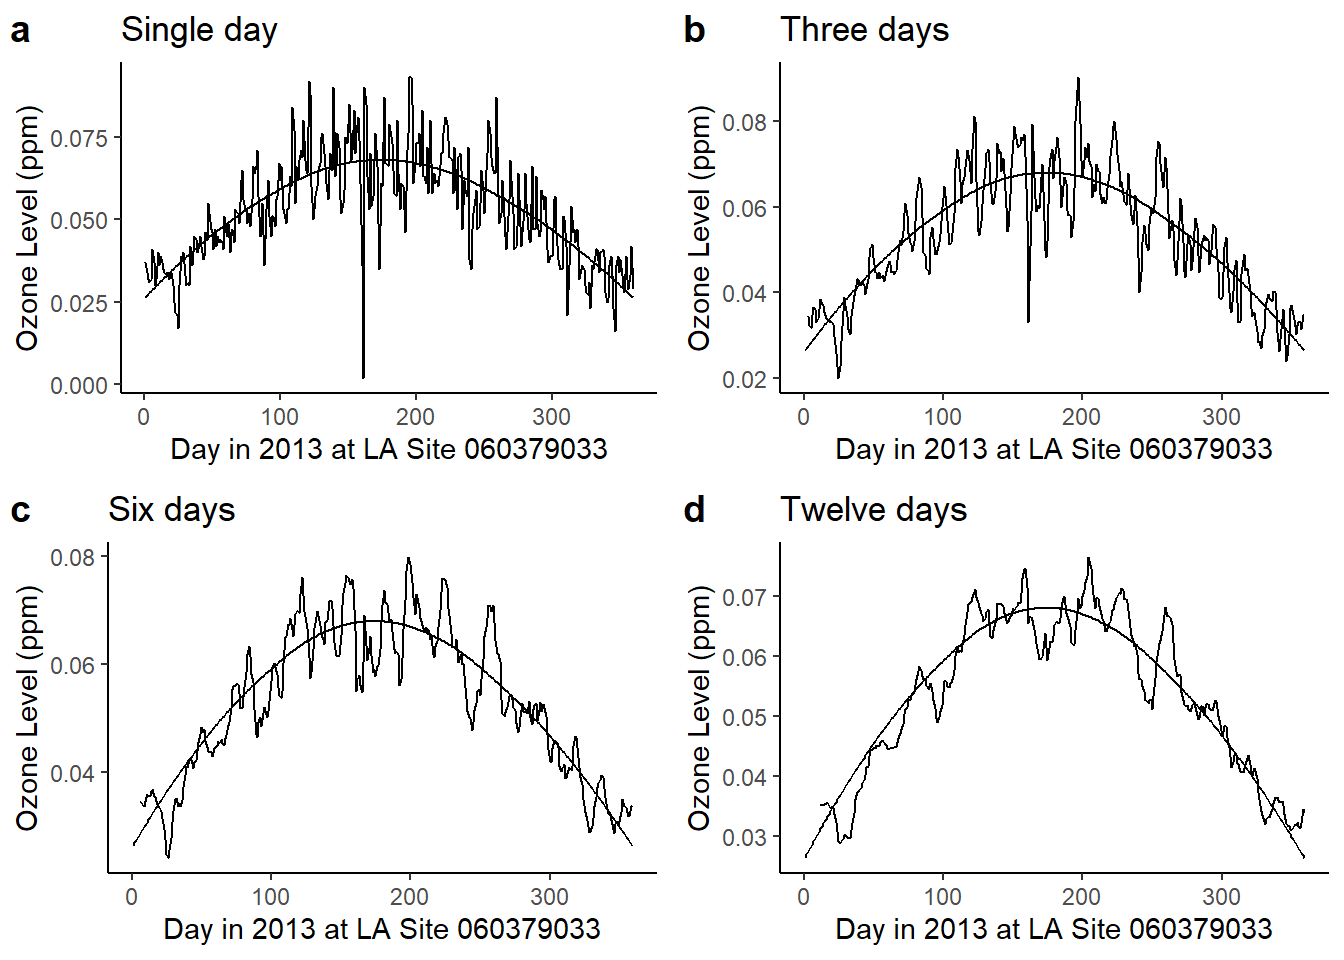 a Single day
Ozone Level (ppm)
0.075
0.050
0.025
0.000
0 100 200 300
Day in 2013 at LA Site 060379033
b Three days
Ozone Level (ppm)
0.08
0.06
0.04
0.02
0 100 200 300
Day in 2013 at LA Site 060379033
c Six days
Ozone Level (ppm)
0.08
0.06
0.04
0 100 200 300
Day in 2013 at LA Site 060379033
d Twelve days
Ozone Level (ppm)
0.07
0.06
0.05
0.04
0.03
0 100 200 300
Day in 2013 at LA Site 060379033